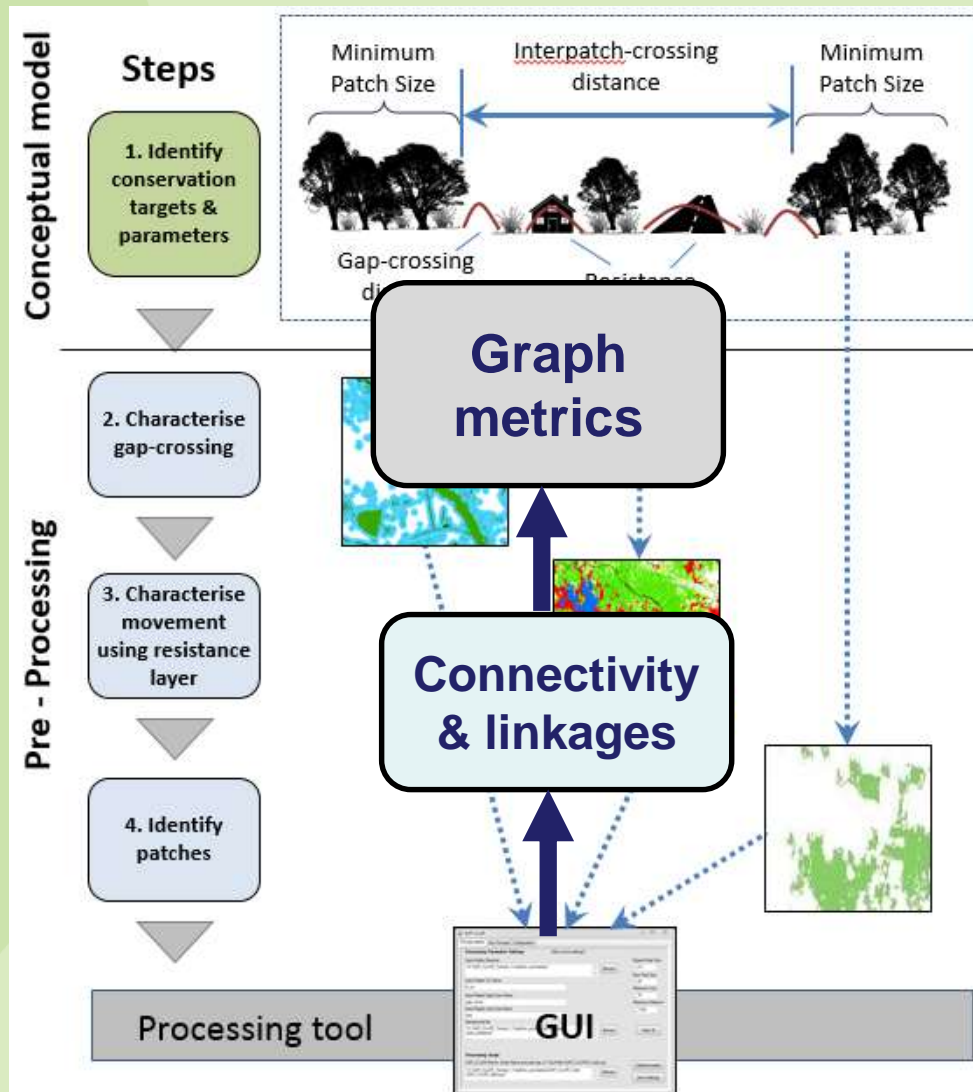 Conceptual model
Steps
Minimum
Patch Size
Interpatch-crossing
distance
Minimum
Patch Size
1. Identify
conservation
targets &
parameters
Gap-crossing
Graph
metrics
Pre - Processing
2. Characterise
gap-crossing
3. Characterise
movement
using resistance
layer
Connectivity
& linkages
4. Identify
patches
Processing tool
GUI